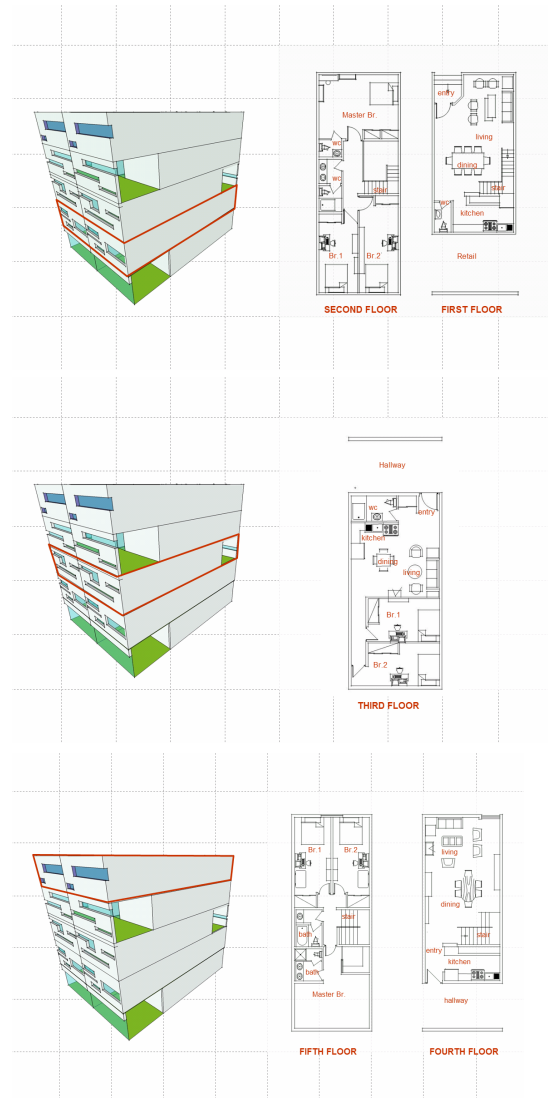 entry
Master Br.
living
wc
dining
wc
stair
stair
wc
kitchen
Br.1
Br.2
Retail
SECOND FLOOR
FIRST FLOOR
Hallway
wc
entry
kitchen
dining
living
Br.1
Br.2
THIRD FLOOR
Br.1
Br.2
living
dining
stair
bath
stair
entry
kitchen
bath
Master Br.
hallway
FIFTH FLOOR
FOURTH FLOOR